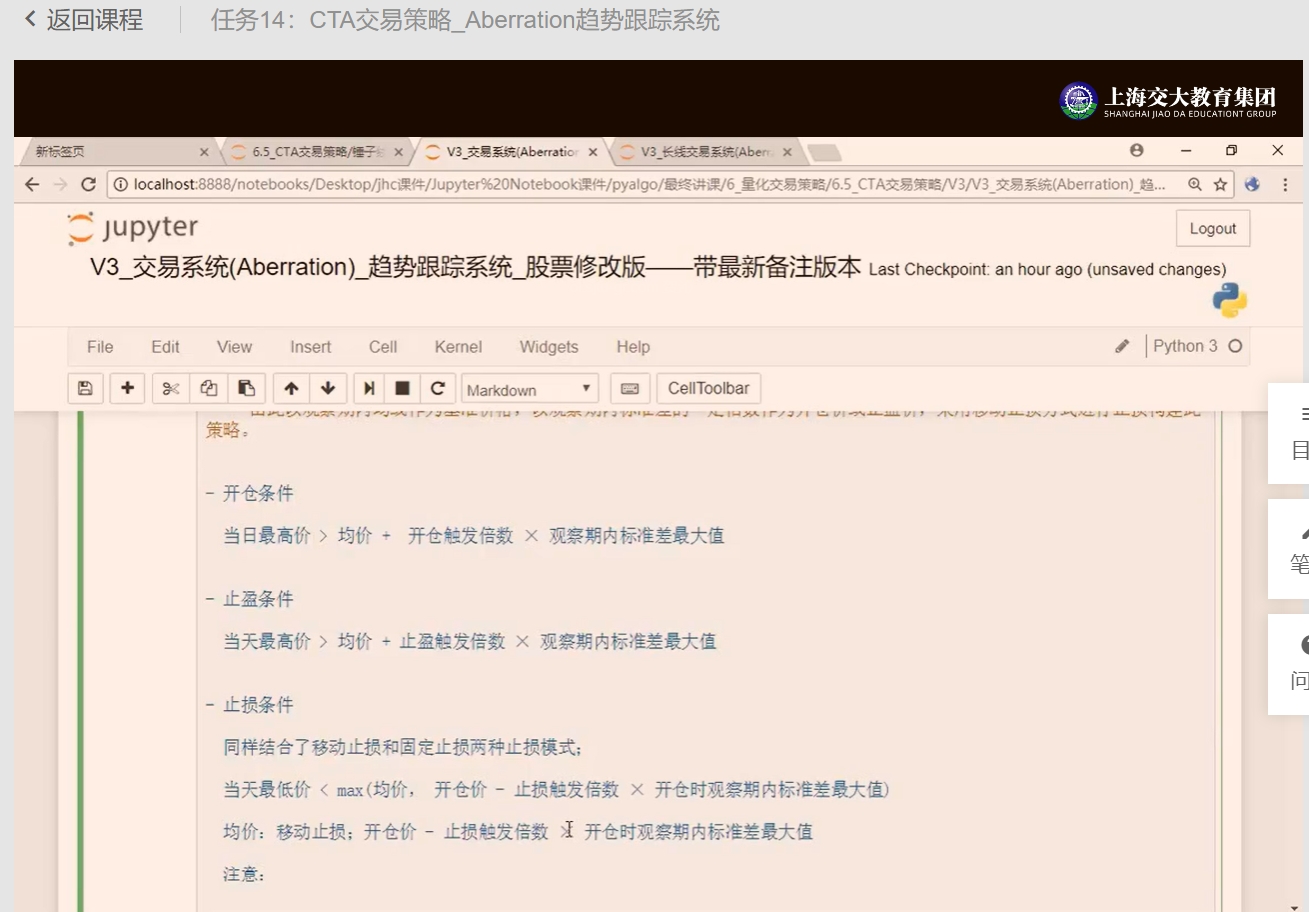 返回课程
任务14：CTA交易策略_Aberration趋势跟踪系统
上海交大教育集团
SHANGHAI JIAO DA EDUCATIONT GROUP
新标签页
6.5_CTA交易策略/锤子
V3_交易系统(Aberration
V3_长线交易系统(Aberr
localhost:8888/notebooks/Desktop/jhc课件/Jupyter%20Notebook课件/pyalgo/最终讲课/6_量化交易策略/6.5_CTA交易策略/V3/V3_交易系统(Aberration)_趋...
jupyter
Logout
V3_交易系统(Aberration)_趋势跟踪系统_股票修改版——带最新备注版本 Last Checkpoint: an hour ago (unsaved changes)
File Edit View Insert Cell Kernel Widgets Help
Python 3
Markdown
CellToolbar
策略。
- 开仓条件
当日最高价 > 均价 + 开仓触发倍数 × 观察期内标准差最大值
- 止盈条件
当天最高价 > 均价 + 止盈触发倍数 × 观察期内标准差最大值
- 止损条件
同样结合了移动止损和固定止损两种止损模式;
当天最低价 < max(均价, 开仓价 - 止损触发倍数 × 开仓时观察期内标准差最大值)
均价: 移动止损; 开仓价 - 止损触发倍数 × 开仓时观察期内标准差最大值
注意:
目
笔
问